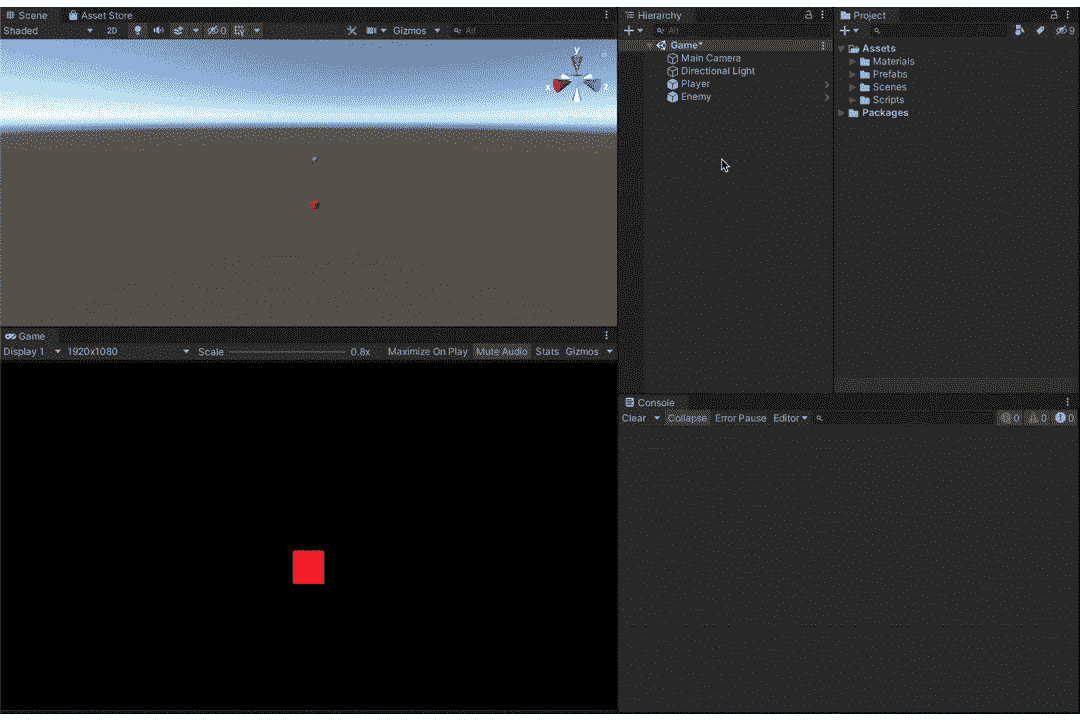 Scene Asset Store
Shaded 2D 0 Gizmos All
y
x z
Game
Display 1 1920x1080 Scale 0.8x Maximize On Play Mute Audio Stats Gizmos
Hierarchy
All
Game*
Main Camera
Directional Light
Player
Enemy
Project
9
Assets
Materials
Prefabs
Scenes
Scripts
Packages
Console
Clear Collapse Error Pause Editor 0 0 0